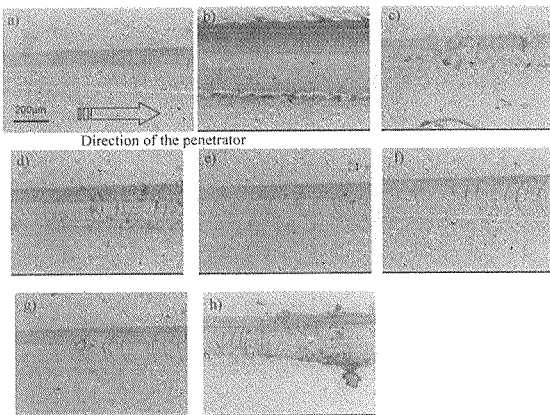 a)
b)
c)
200µm
Direction of the penetrator
d)
e)
f)
g)
h)